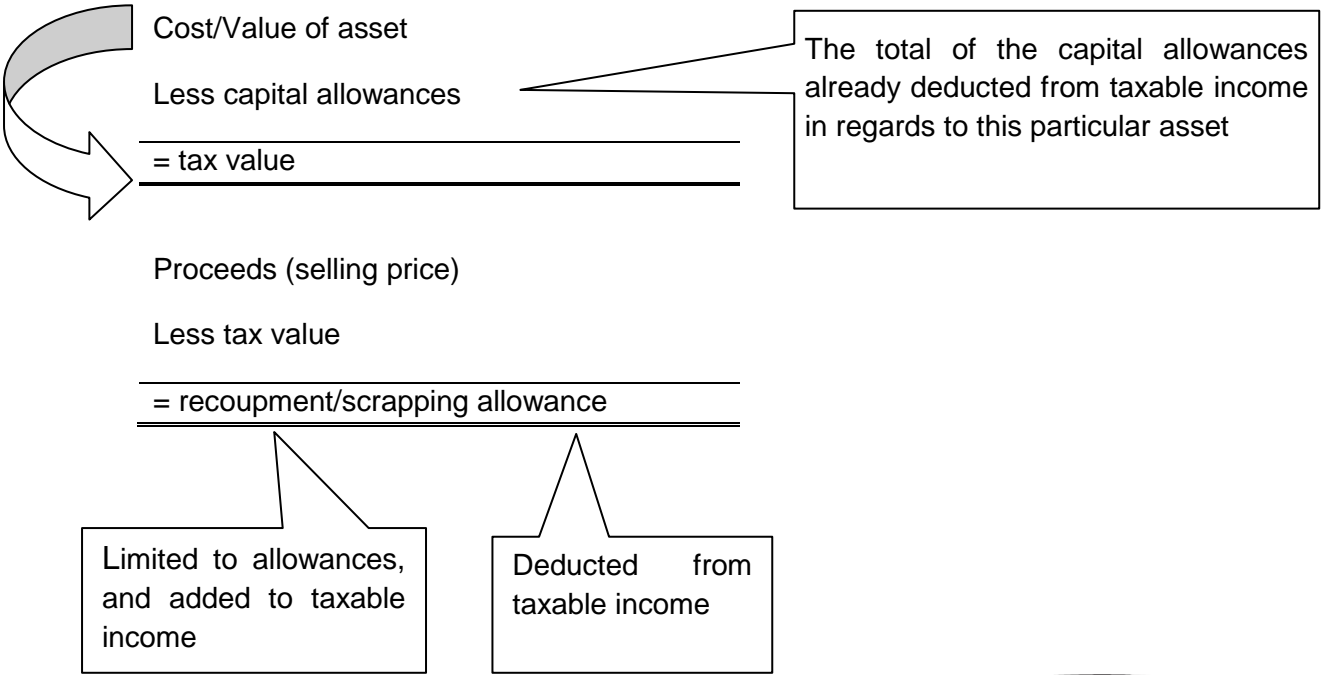 Cost/Value of asset
Less capital allowances
= tax value
The total of the capital allowances
already deducted from taxable income
in regards to this particular asset
Proceeds (selling price)
Less tax value
= recoupment/scrapping allowance
Limited to allowances,
and added to taxable
income
Deducted from
taxable income